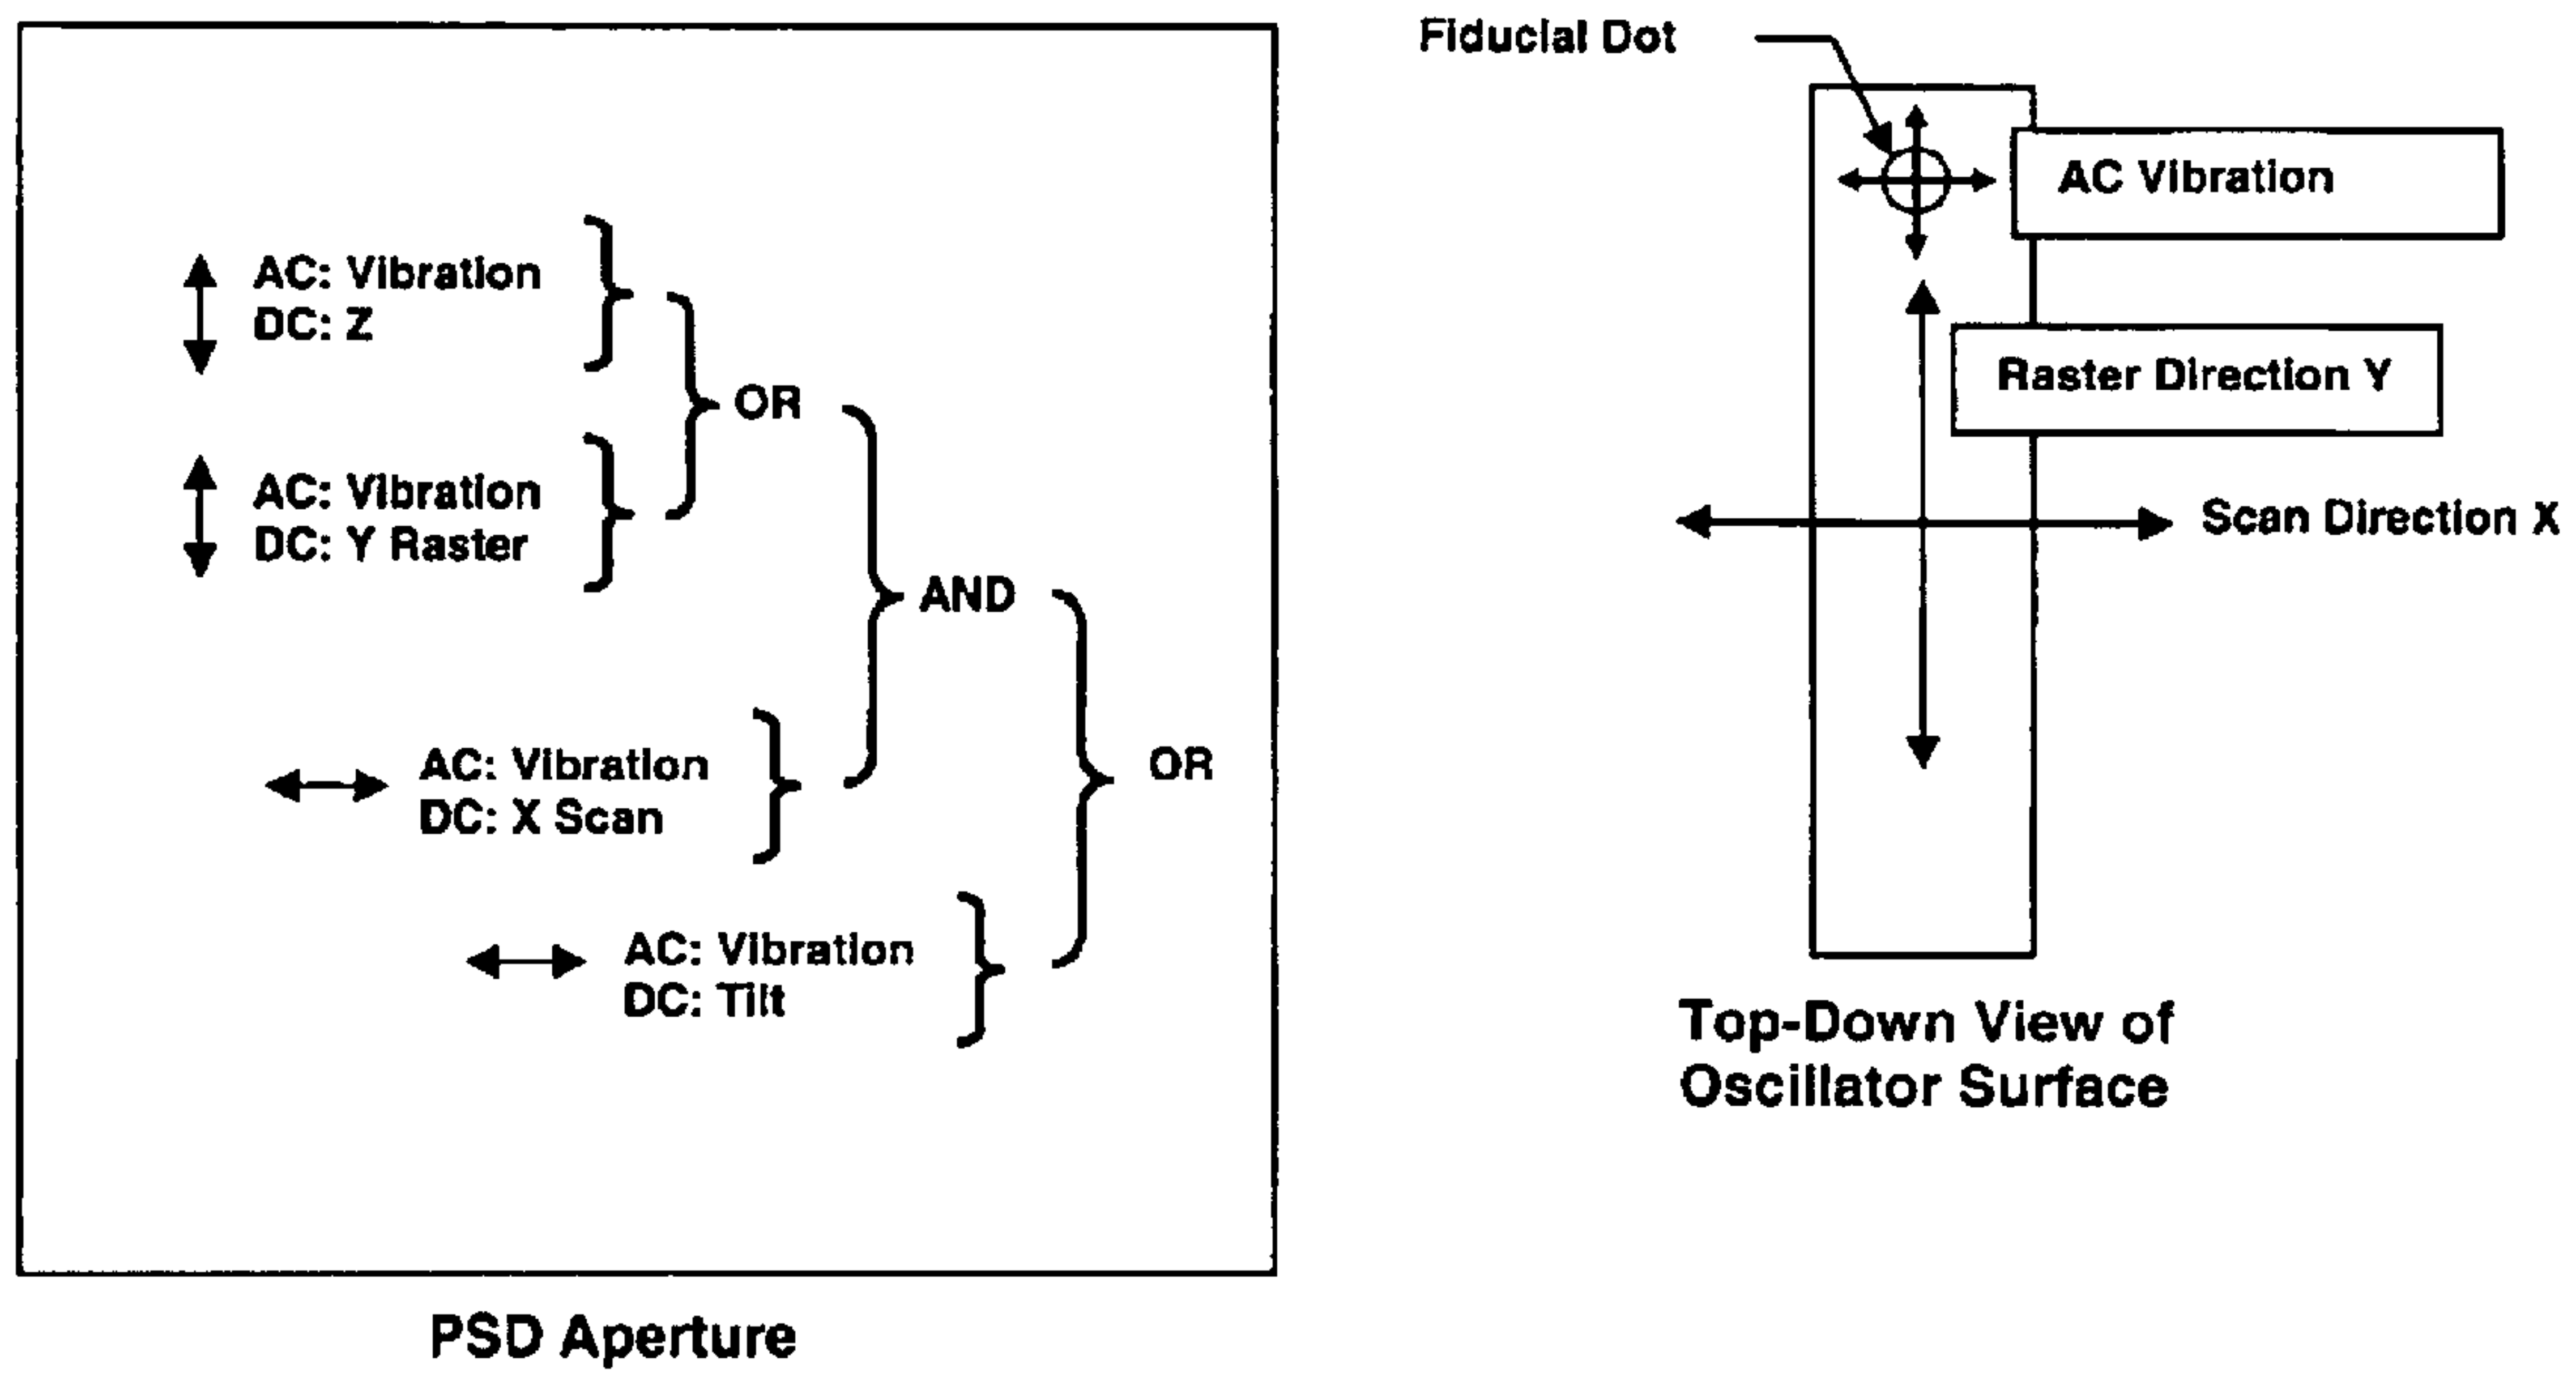 AC: Vibration
DC: Z
OR
AC: Vibration
DC: Y Raster
AND
AC: Vibration
DC: X Scan
OR
AC: Vibration
DC: Tilt
PSD Aperture
Fiducial Dot
AC Vibration
Raster Direction Y
Scan Direction X
Top-Down View of
Oscillator Surface